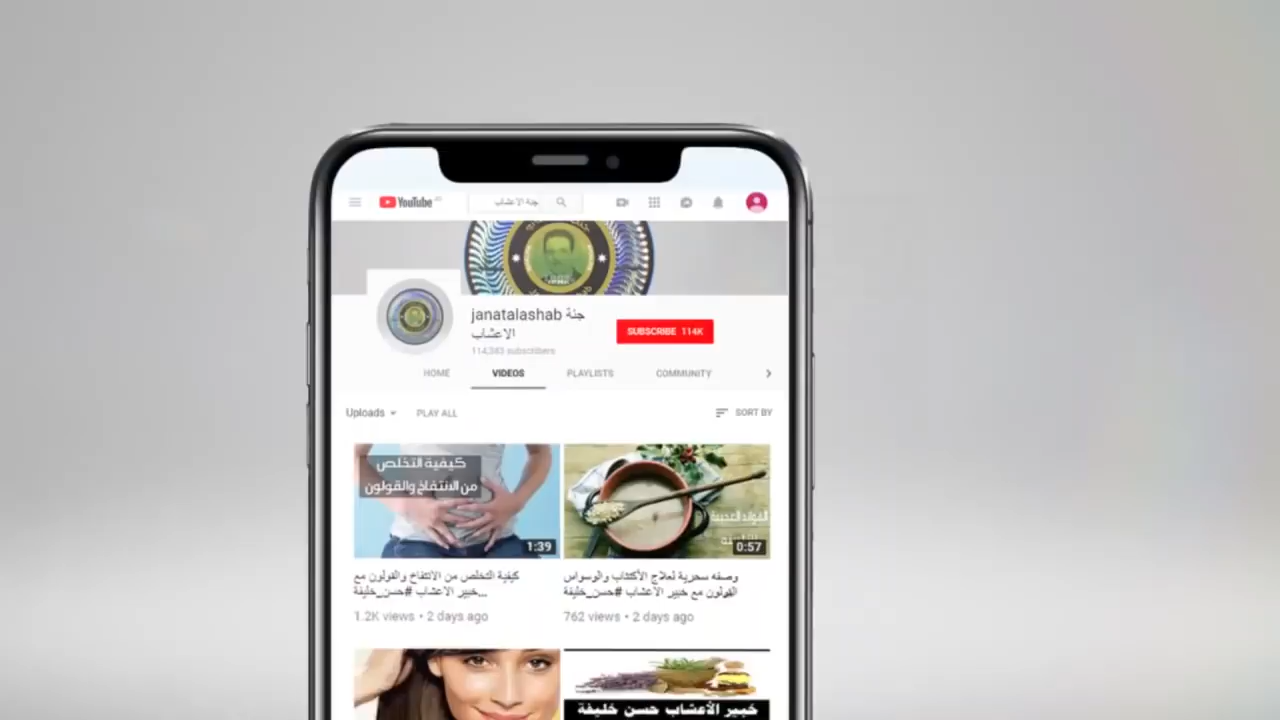 YouTube
جنة الاعشاب
janatalashab جنة
الاعشاب
114,343 subscribers
SUBSCRIBE 114K
HOME
VIDEOS
PLAYLISTS
COMMUNITY
Uploads
PLAY ALL
SORT BY
كيفية التخلص
من الانتفاخ والقولون
1:39
الفوائد العجيبة
0:57
كيفية التخلص من الانتفاخ والقولون مع
خبير الاعشاب #حسن_خليفة...
1.2K views • 2 days ago
وصفه سحرية لعلاج الأكتئاب والوسواس
القولون مع خبير الاعشاب #حسن_خليفة
762 views • 2 days ago
خبير الأعشاب حسن خليفة